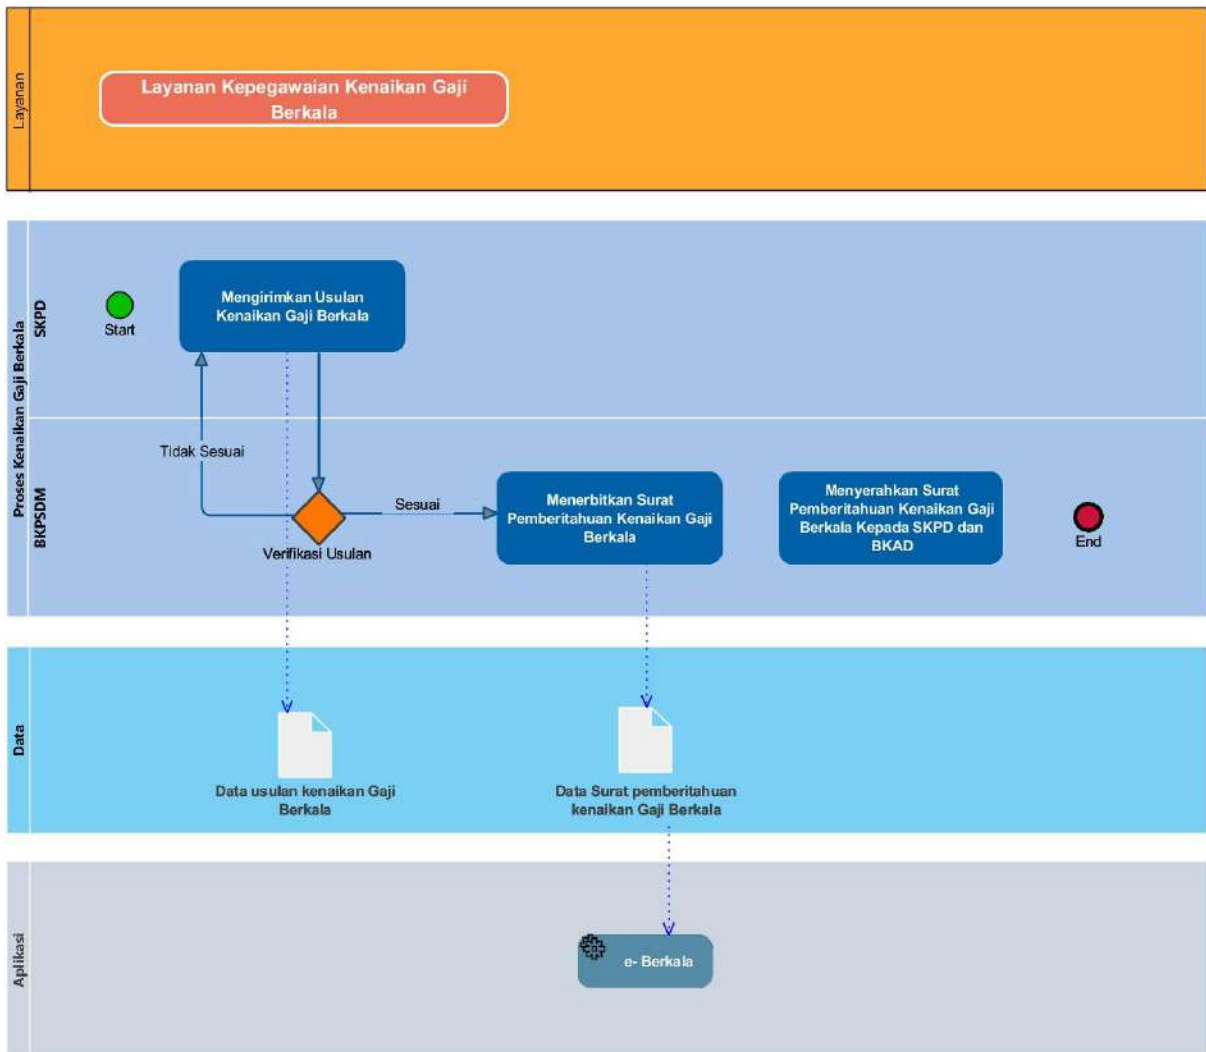 Layanan
Layanan Kepegawaian Kenaikan Gaji
Berkala
Proses Kenaikan Gaji Berkala
SKPD
Start
Mengirimkan Usulan
Kenaikan Gaji Berkala
Tidak Sesuai
BKPSDM
Verifikasi Usulan
Sesuai
Menerbitkan Surat
Pemberitahuan Kenaikan Gaji
Berkala
Menyerahkan Surat
Pemberitahuan Kenaikan Gaji
Berkala Kepada SKPD dan
BKAD
End
Data
Data usulan kenaikan Gaji
Berkala
Data Surat pemberitahuan
kenaikan Gaji Berkala
Aplikasi
e- Berkala